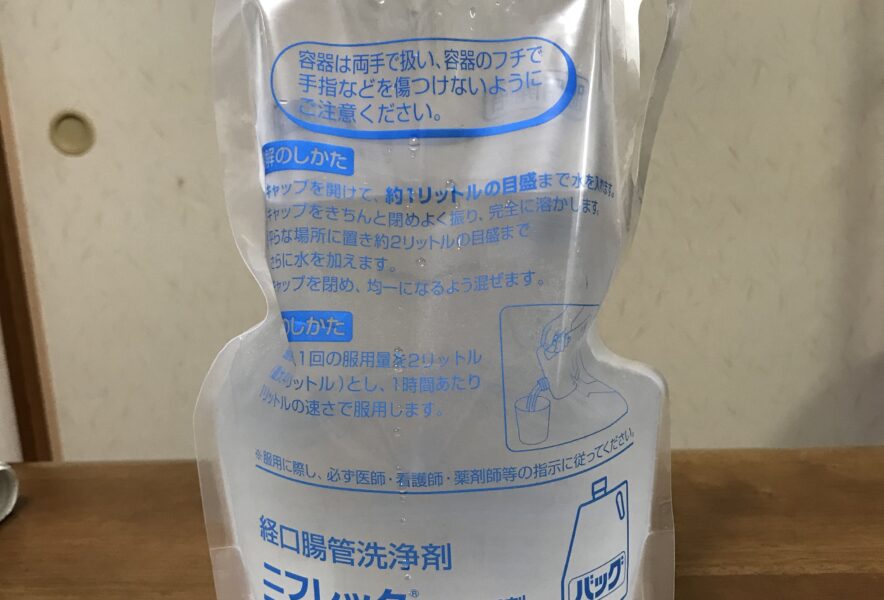 容器は両手で扱い、容器のフチで
手指などを傷つけないように
ご注意ください。
解のしかた
キャップを開けて、約1リットルの目盛まで水を入れます。
キャップをきちんと閉めよく振り、完全に溶かします。
平らな場所に置き約2リットルの目盛まで
さらに水を加えます。
キャップを閉め、均一になるよう混ぜます。
のしかた
1回の服用量を2リットル
リットル)とし、1時間あたり
リットルの速さで服用します。
※服用に際し、必ず医師・看護師・薬剤師等の指示に従ってください。
経口腸管洗浄剤
ニフレック®
バッグ